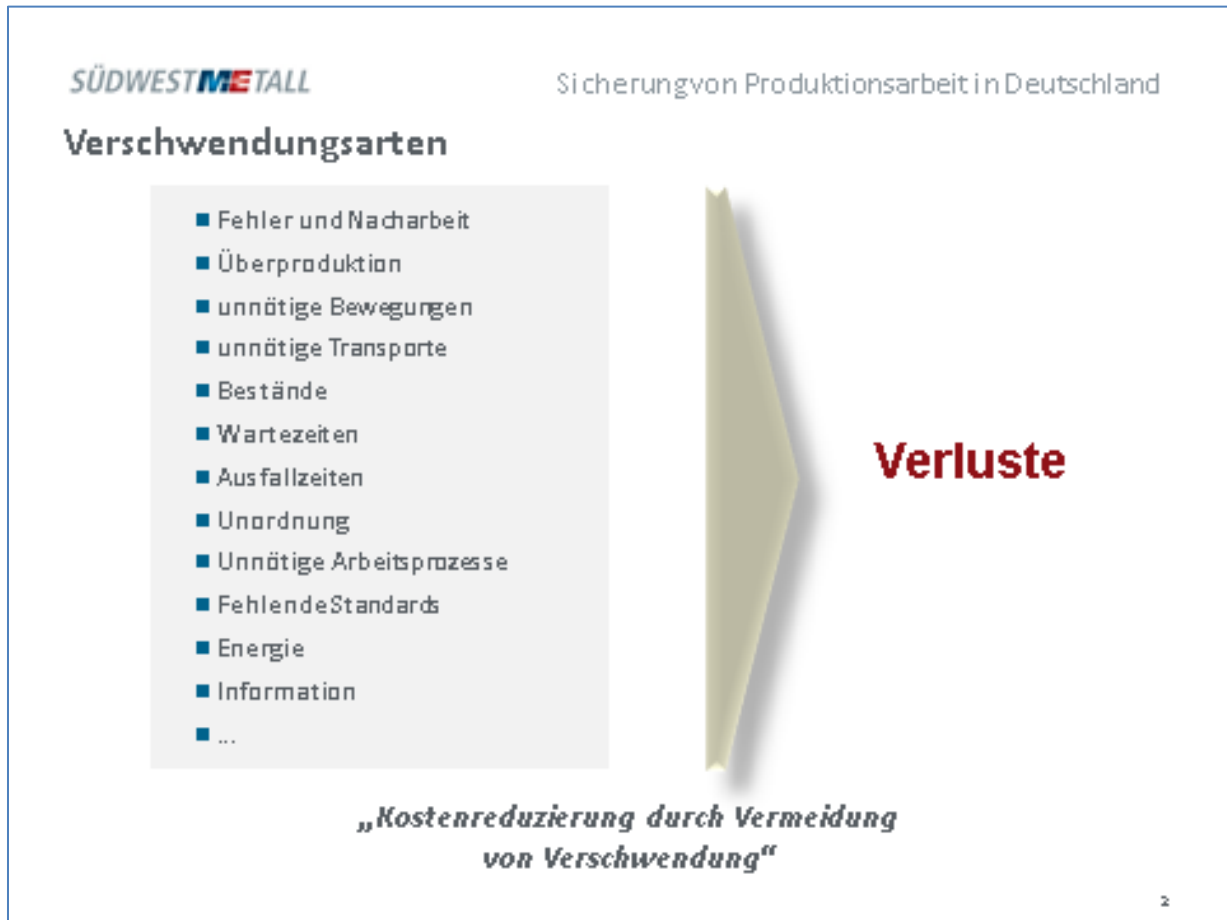 SÜDWESTMETALL
Sicherung von Produktionsarbeit in Deutschland
Verschwendungsarten
Fehler und Nacharbeit
Überproduktion
unnötige Bewegungen
unnötige Transporte
Bestände
Wartezeiten
Ausfallzeiten
Unordnung
Unnötige Arbeitsprozesse
Fehlende Standards
Energie
Information
...
Verluste
„Kostenreduzierung durch Vermeidung
von Verschwendung“
2